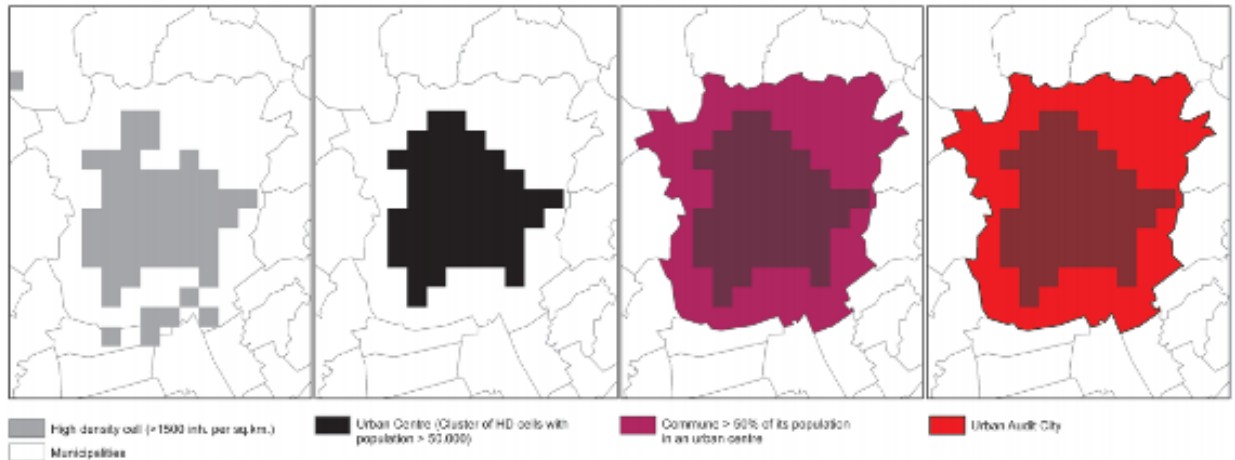 High density cell (>1500 inh. per sq.km.)
Municipalities
Urban Centre (Cluster of HD cells with
population > 50.000)
Commune > 50% of its population
in an urban centre
Urban Audit City